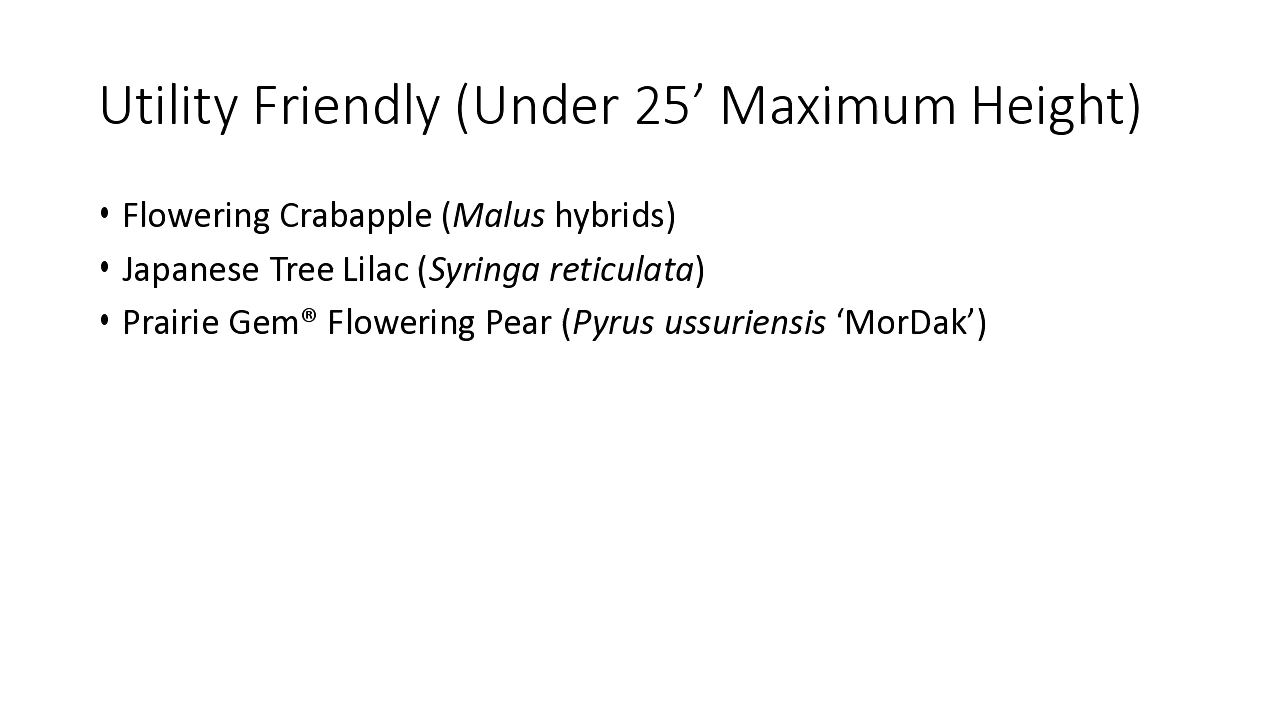 Utility Friendly (Under 25’ Maximum Height)
• Flowering Crabapple (Malus hybrids)
• Japanese Tree Lilac (Syringa reticulata)
• Prairie Gem® Flowering Pear (Pyrus ussuriensis ‘MorDak’)